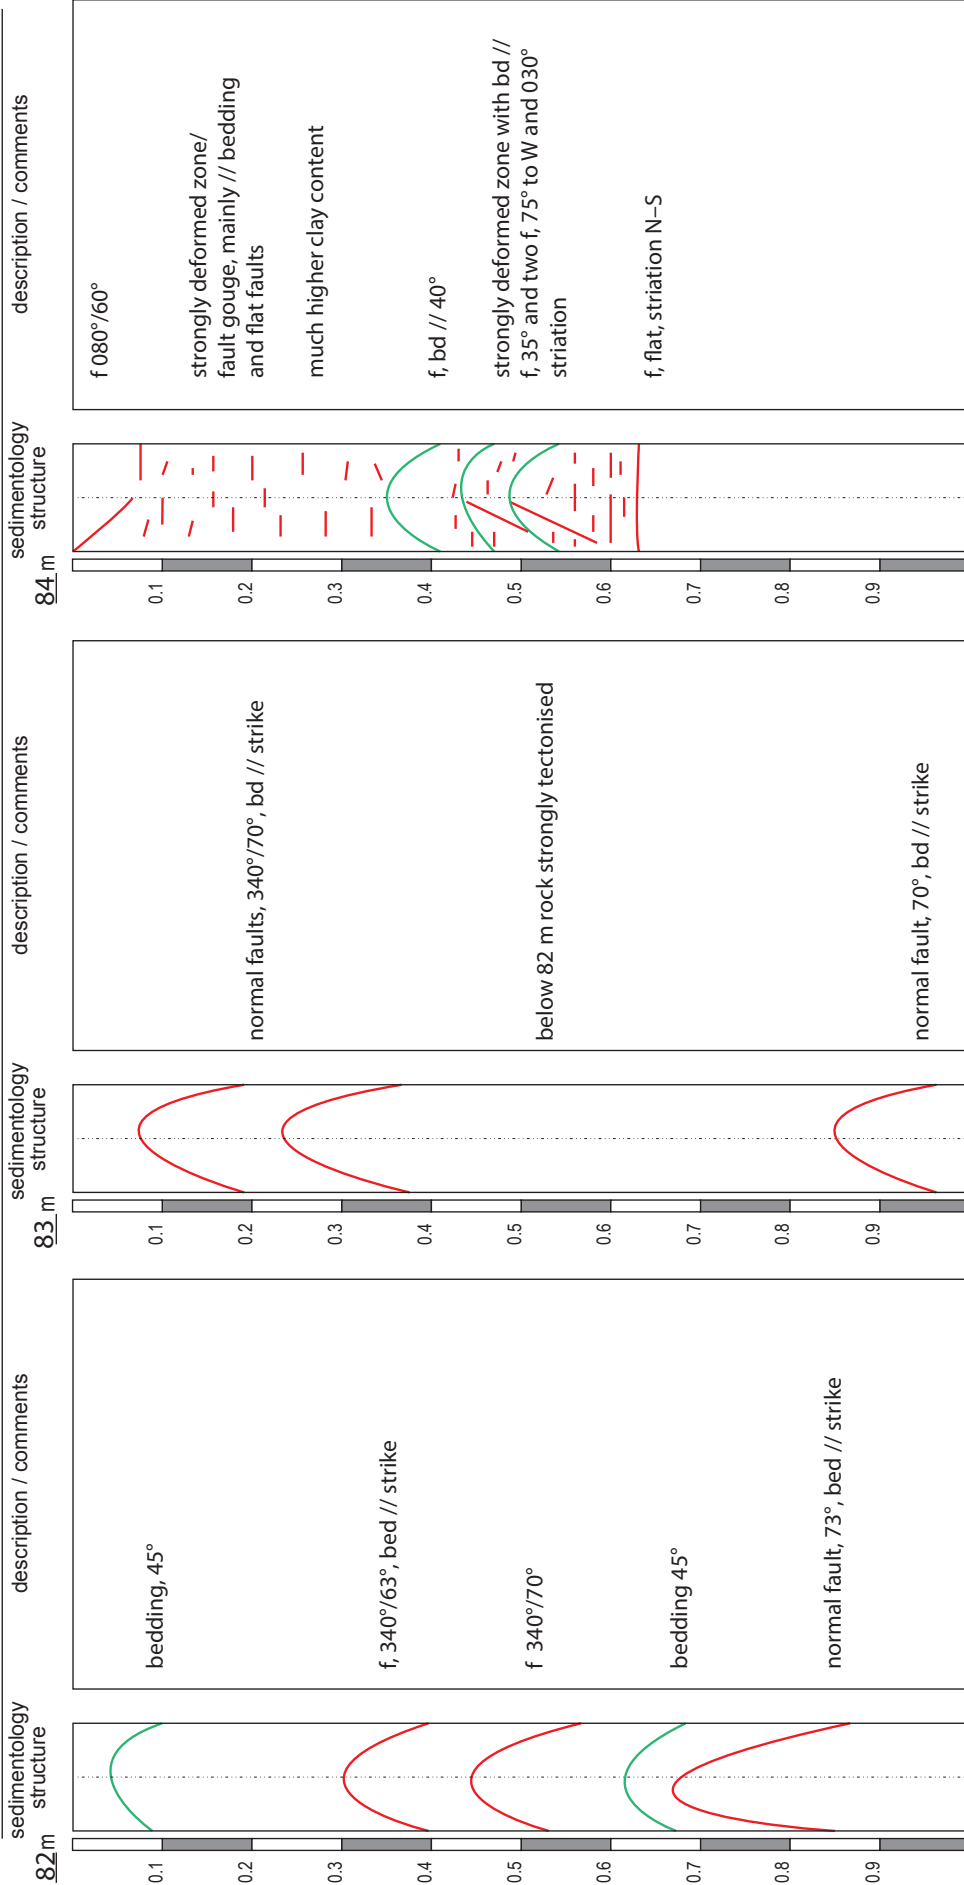 82 m
sedimentology
structure
description / comments
0.1
0.2
0.3
0.4
0.5
0.6
0.7
0.8
0.9
bedding, 45°
f, 340°/63°, bed // strike
f 340°/70°
bedding 45°
normal fault, 73°, bed // strike
83 m
sedimentology
structure
description / comments
0.1
0.2
0.3
0.4
0.5
0.6
0.7
0.8
0.9
normal faults, 340°/70°, bd // strike
below 82 m rock strongly tectonised
normal fault, 70°, bd // strike
84 m
sedimentology
structure
description / comments
0.1
0.2
0.3
0.4
0.5
0.6
0.7
0.8
0.9
f 080°/60°
strongly deformed zone/
fault gouge, mainly // bedding
and flat faults
much higher clay content
f, bd // 40°
strongly deformed zone with bd //
f, 35° and two f, 75° to W and 030°
striation
f, flat, striation N–S